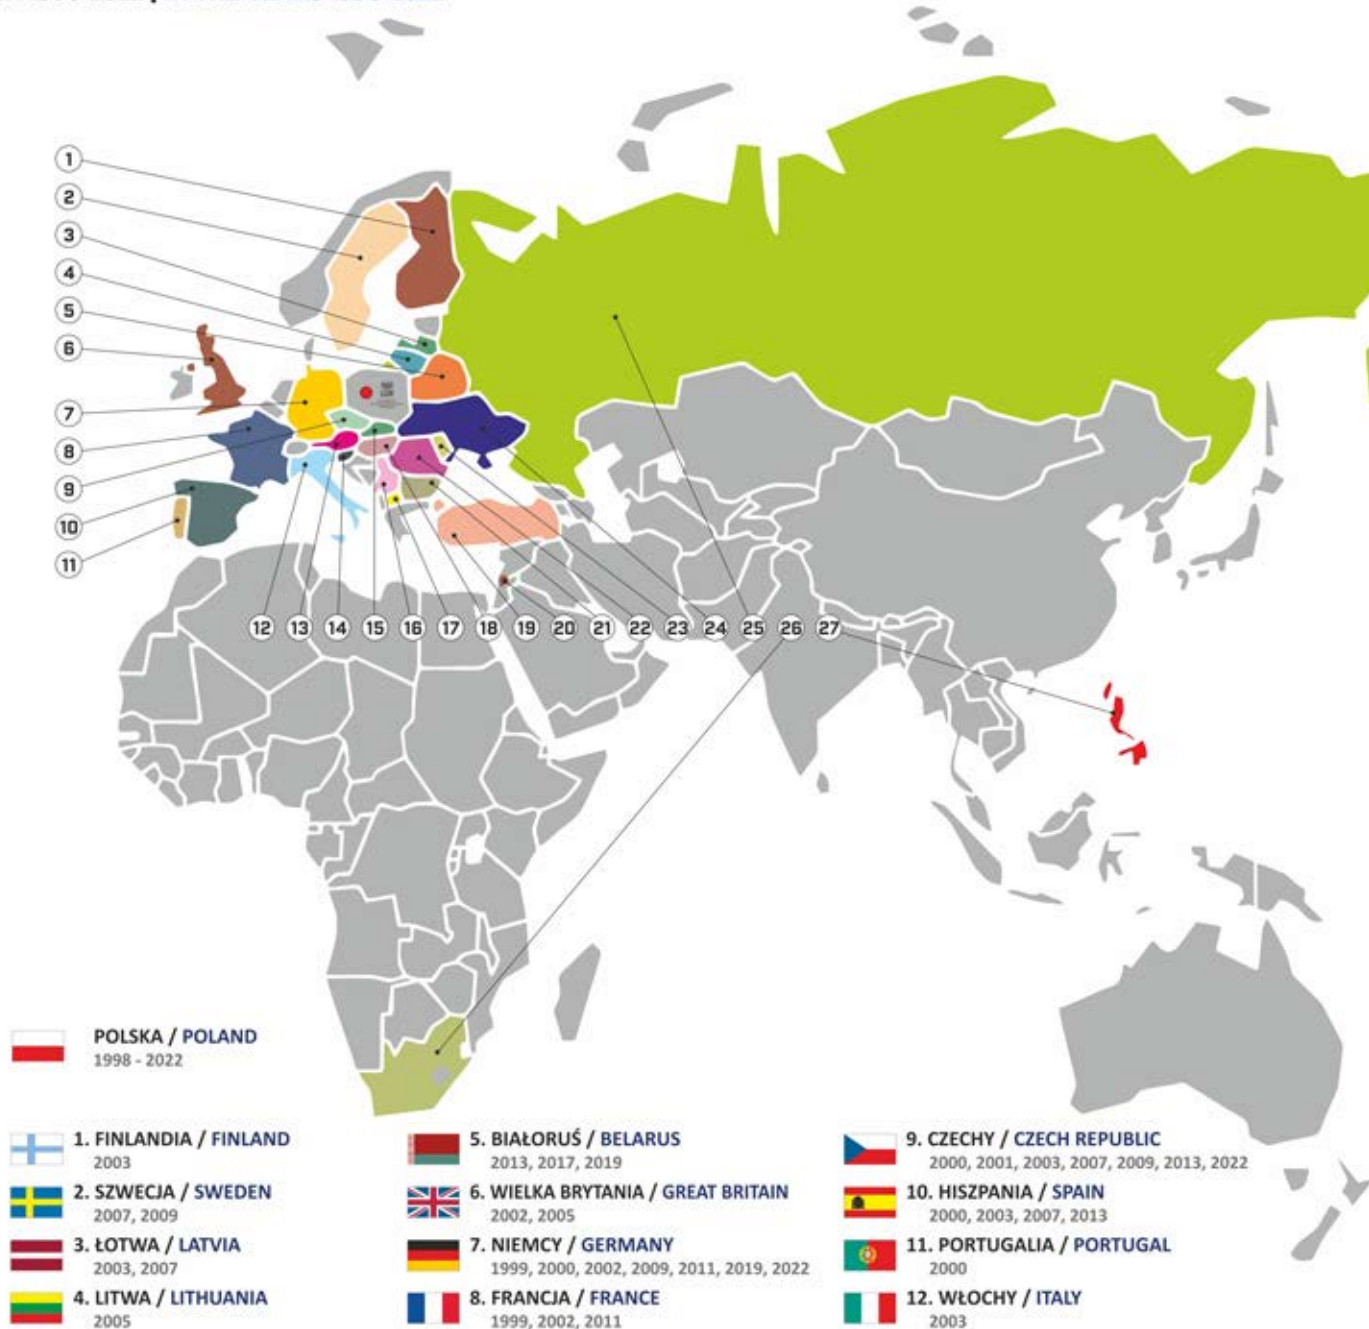 1
2
3
4
5
6
7
8
9
10
11
12 13 14 15 16 17 18 19 20 21 22 23 24 25 26 27
POLSKA / POLAND
1998 - 2022
1. FINLANDIA / FINLAND
2003
2. SZWECJA / SWEDEN
2007, 2009
3. ŁOTWA / LATVIA
2003, 2007
4. LITWA / LITHUANIA
2005
5. BIAŁORUŚ / BELARUS
2013, 2017, 2019
6. WIELKA BRYTANIA / GREAT BRITAIN
2002, 2005
7. NIEMCY / GERMANY
1999, 2000, 2002, 2009, 2011, 2019, 2022
8. FRANCJA / FRANCE
1999, 2002, 2011
9. CZECHY / CZECH REPUBLIC
2000, 2001, 2003, 2007, 2009, 2013, 2022
10. HISZPANIA / SPAIN
2000, 2003, 2007, 2013
11. PORTUGALIA / PORTUGAL
2000
12. WŁOCHY / ITALY
2003